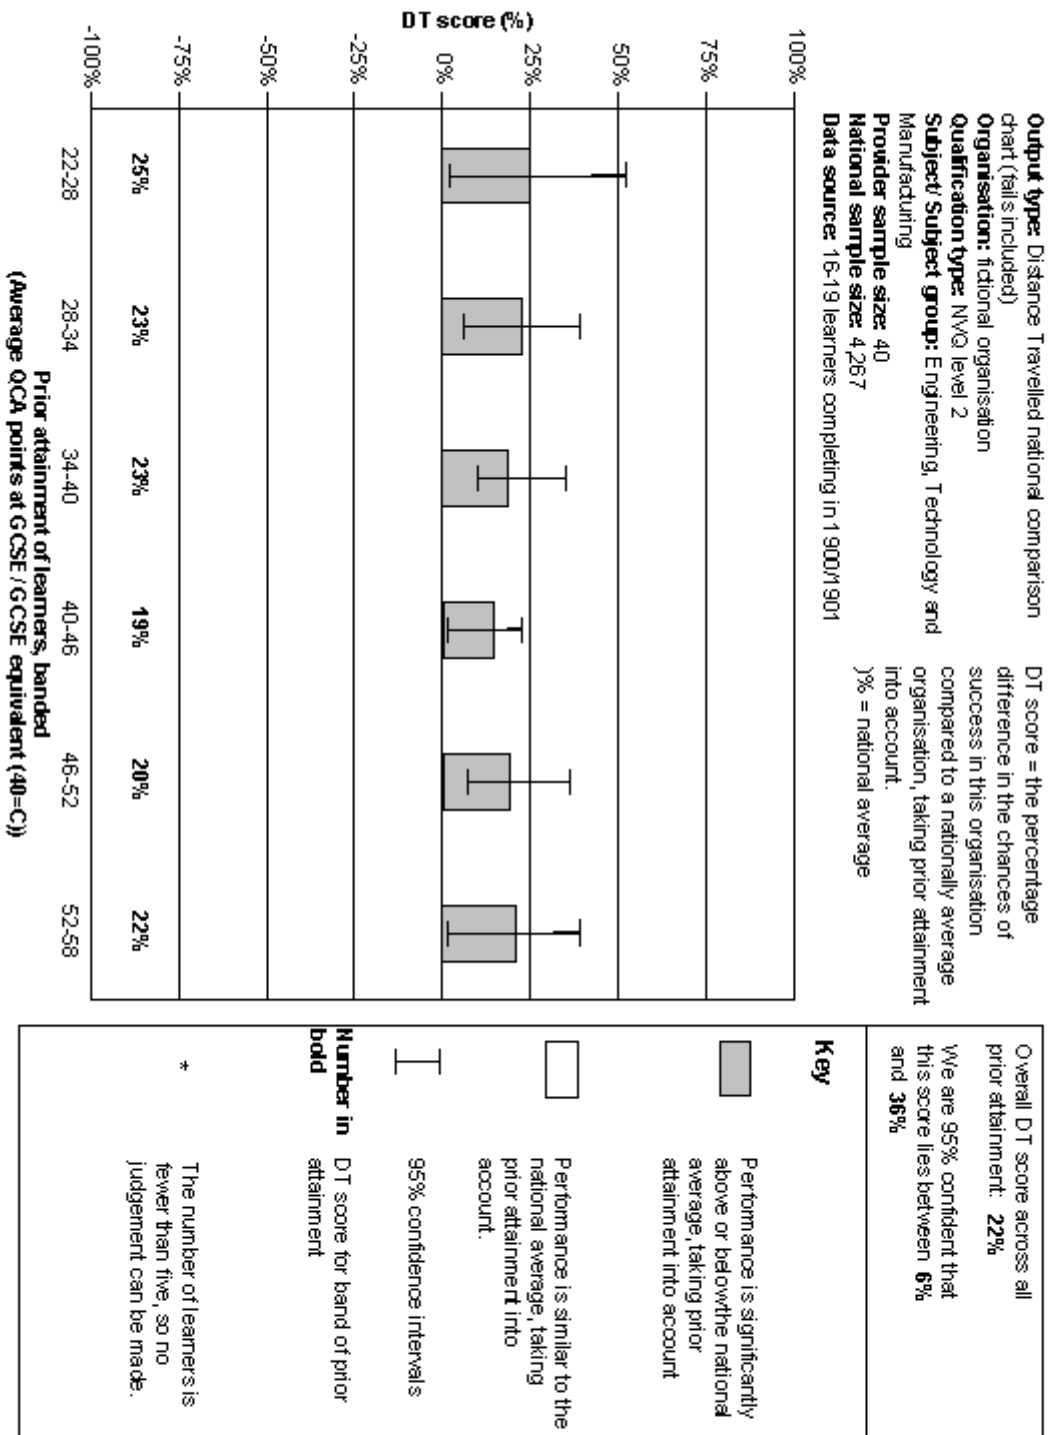 Output type: Distance Travelled national comparison
chart (fails included)
Organisation: fictional organisation
Qualification type: NVQ level 2
Subject/ Subject group: Engineering, Technology and
Manufacturing
Provider sample size: 40
National sample size: 4,267
Data source: 16-19 learners completing in 1900/1901
DT score = the percentage
difference in the chances of
success in this organisation
compared to a nationally average
organisation, taking prior attainment
into account.
)% = national average
Overall DT score across all
prior attainment: 22%
We are 95% confident that
this score lies between 6%
and 36%
DT score (%)
100%
75%
50%
25%
0%
-25%
-50%
-75%
-100%
25%
23%
23%
19%
20%
22%
22-28
28-34
34-40
40-46
46-52
52-58
Prior attainment of learners, banded
(Average QCA points at GCSE / GCSE equivalent (40=C))
Key
Performance is significantly
above or below the national
average, taking prior
attainment into account
Performance is similar to the
national average, taking
prior attainment into
account.
95% confidence intervals
Number in
bold
DT score for band of prior
attainment
*
The number of learners is
fewer than five, so no
judgement can be made.